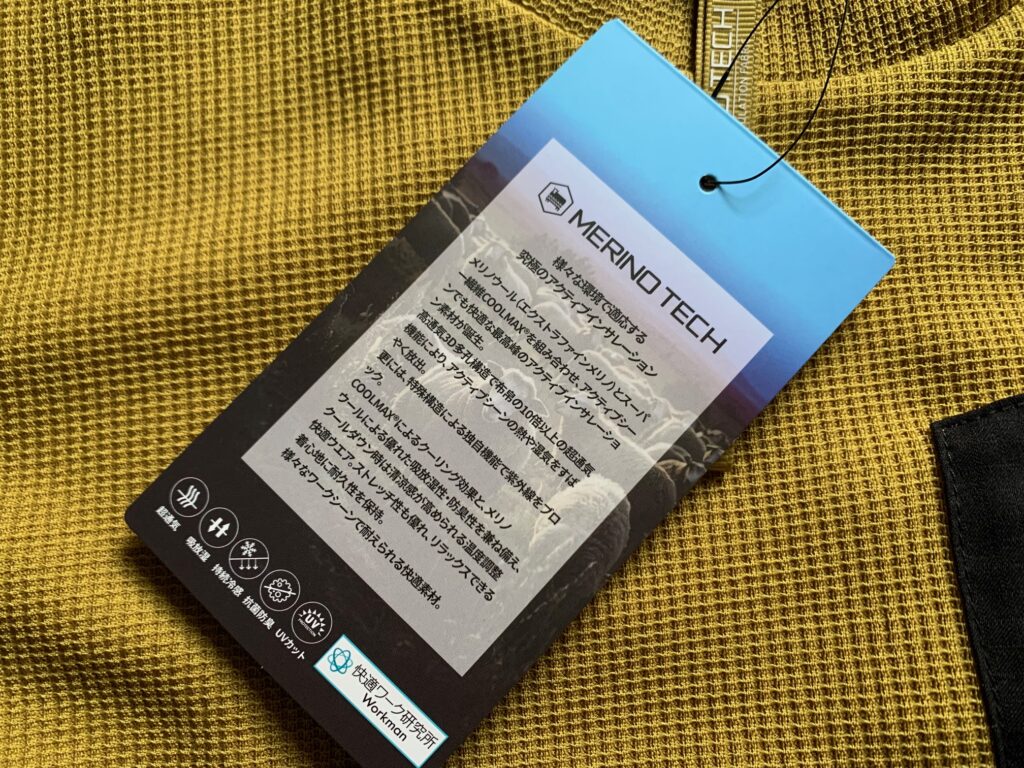 MERINO TECH
様々な環境で適応する
究極のアクティブインサレーション
メリノウール(エクストラファインメリノ)とスーパ
ー繊維COOLMAX®を組み合わせ、アクティブシー
ンでも快適な最高峰のアクティブインサレーショ
ン素材が誕生。
高通気3D多孔構造で布帛の10倍以上の超通気
機能により、アクティブシーンの熱や湿気をすば
やく放出。
更には、特殊構造による独自機能で紫外線をブロ
ック。
COOLMAX®によるクーリング効果と、メリノ
ウールによる優れた吸放湿性・防臭性を兼ね備え、
クールダウン時は清涼感が高められる温度調整
快適ウエア。ストレッチ性も優れ、リラックスできる
着心地に耐久性を保持。
様々なワークシーンで耐えられる快適素材。
超通気
吸放湿
持続冷感
抗菌防臭
UVカット
UV
快適ワーク研究所
Workman
TECH